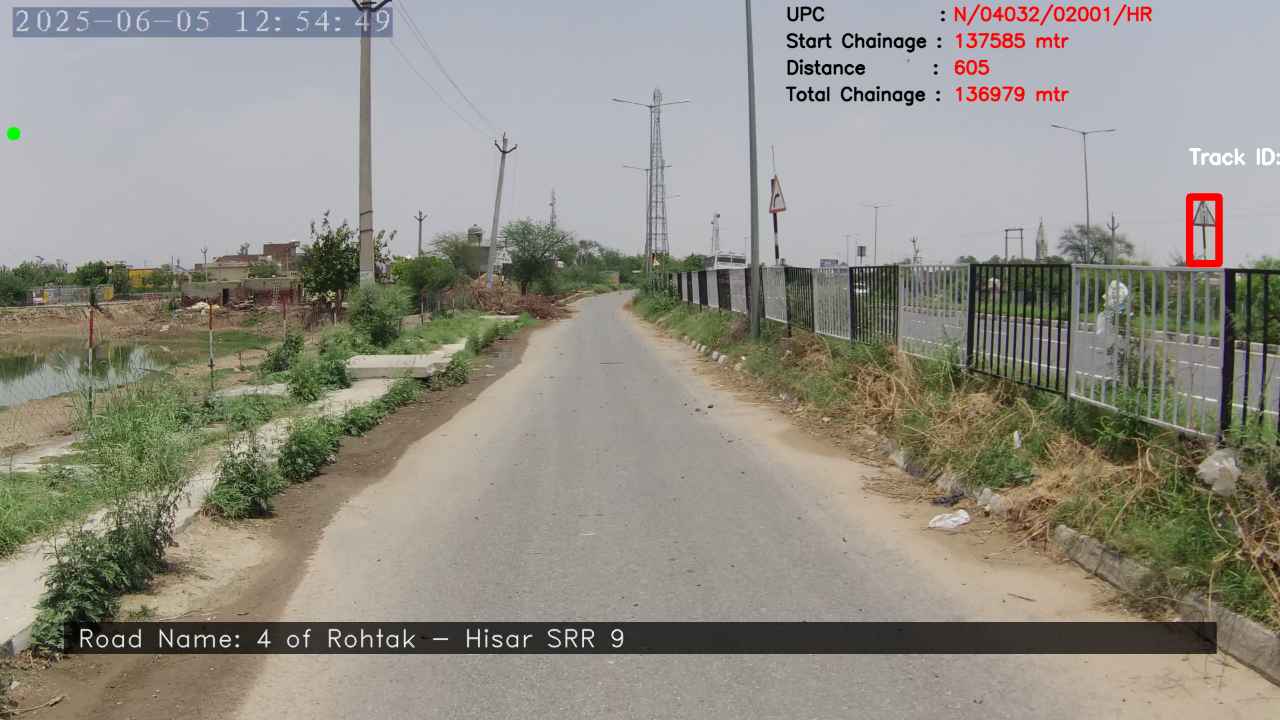 2025-06-05 12:54:49
UPC : N/04032/02001/HR
Start Chainage : 137585 mtr
Distance : 605
Total Chainage : 136979 mtr
Track ID:
Road Name: 4 of Rohtak - Hisar SRR 9